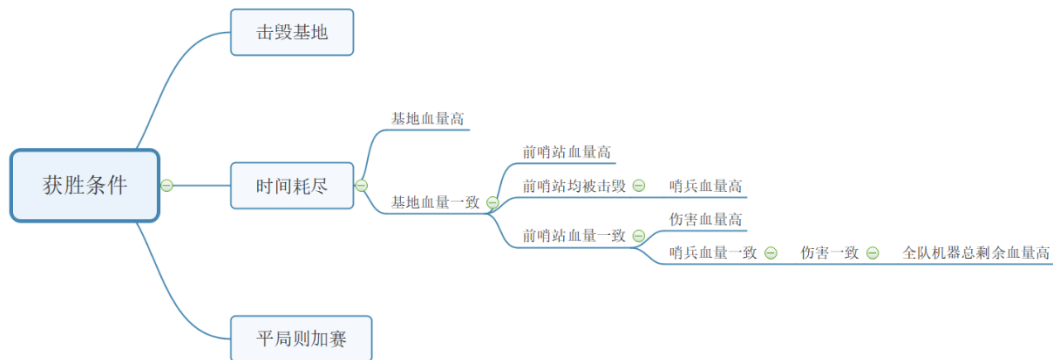 获胜条件
击毁基地
时间耗尽
基地血量高
基地血量一致
前哨站血量高
前哨站均被击毁
哨兵血量高
前哨站血量一致
伤害血量高
哨兵血量一致
伤害一致
全队机器总剩余血量高
平局则加赛